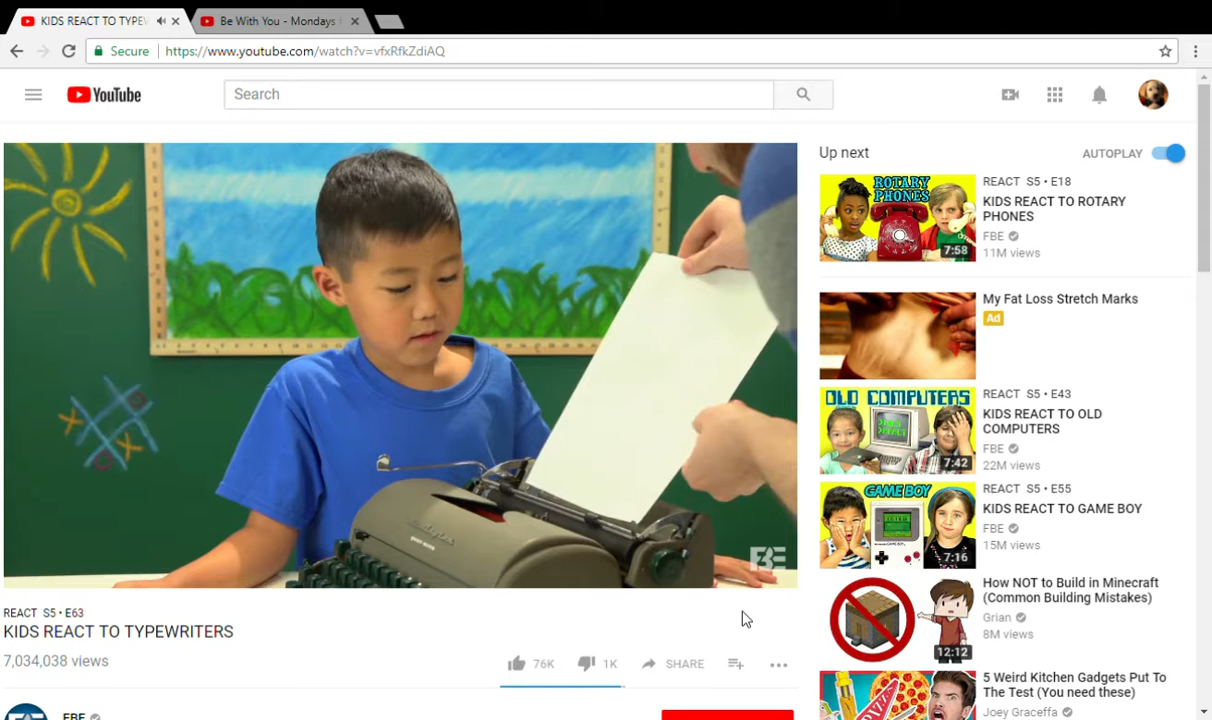 KIDS REACT TO TYPEW
Be With You - Mondays
Secure
https://www.youtube.com/watch?v=vfxRfkZdiAQ
YouTube
Search
FBE
REACT S5 • E63
KIDS REACT TO TYPEWRITERS
7,034,038 views
76K
1K
SHARE
FBE
Up next
AUTOPLAY
ROTARY
PHONES
7:58
REACT S5 • E18
KIDS REACT TO ROTARY
PHONES
FBE
11M views
My Fat Loss Stretch Marks
Ad
OLD COMPUTERS
7:42
REACT S5 • E43
KIDS REACT TO OLD
COMPUTERS
FBE
22M views
GAME BOY
7:16
REACT S5 • E55
KIDS REACT TO GAME BOY
FBE
15M views
12:12
How NOT to Build in Minecraft
(Common Building Mistakes)
Grian
8M views
5 Weird Kitchen Gadgets Put To
The Test (You need these)
Joey Graceffa